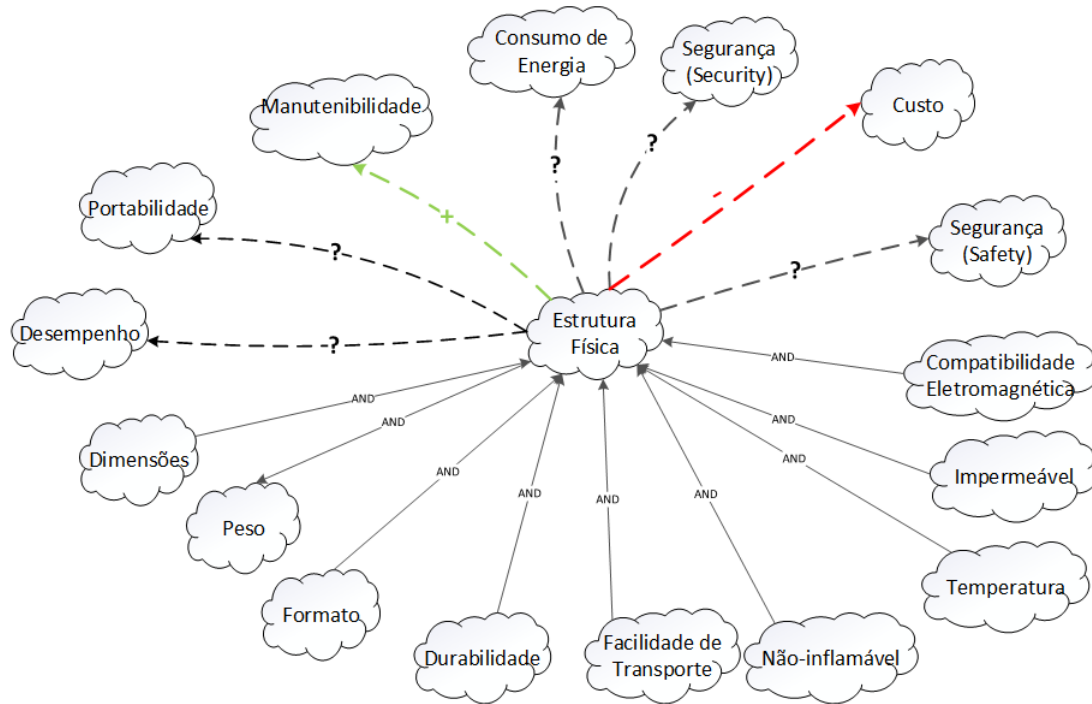 Consumo de
Energia
Segurança
(Security)
Manutenibilidade
Custo
?
?
-
Portabilidade
+
Segurança
(Safety)
?
?
Desempenho
?
Estrutura
Física
AND
Compatibilidade
Eletromagnética
AND
AND
AND
Dimensões
AND
AND
Impermeável
Peso
AND
AND
AND
Formato
Temperatura
Durabilidade
Facilidade de
Transporte
Não-inflamável